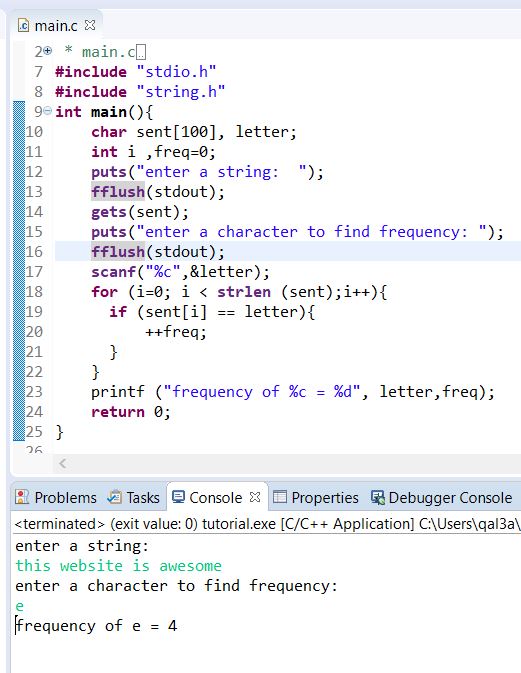 main.c
2 * main.c
7 #include "stdio.h"
8 #include "string.h"
9 int main(){
10 char sent[100], letter;
11 int i ,freq=0;
12 puts("enter a string:  ");
13 fflush(stdout);
14 gets(sent);
15 puts("enter a character to find frequency: ");
16 fflush(stdout);
17 scanf("%c",&letter);
18 for (i=0; i < strlen (sent);i++){
19 if (sent[i] == letter){
20 ++freq;
21 }
22 }
23 printf ("frequency of %c = %d", letter,freq);
24 return 0;
25 }
26
Problems Tasks Console Properties Debugger Console
<terminated> (exit value: 0) tutorial.exe [C/C++ Application] C:\Users\qal3a\
enter a string:
this website is awesome
enter a character to find frequency:
e
frequency of e = 4